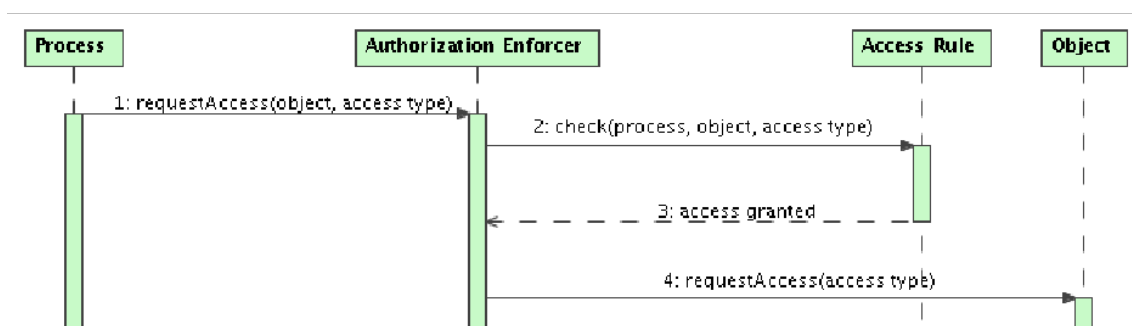 Process
Authorization Enforcer
Access Rule
Object
1: requestAccess(object, access type)
2: check(process, object, access type)
3: access granted
4: requestAccess(access type)